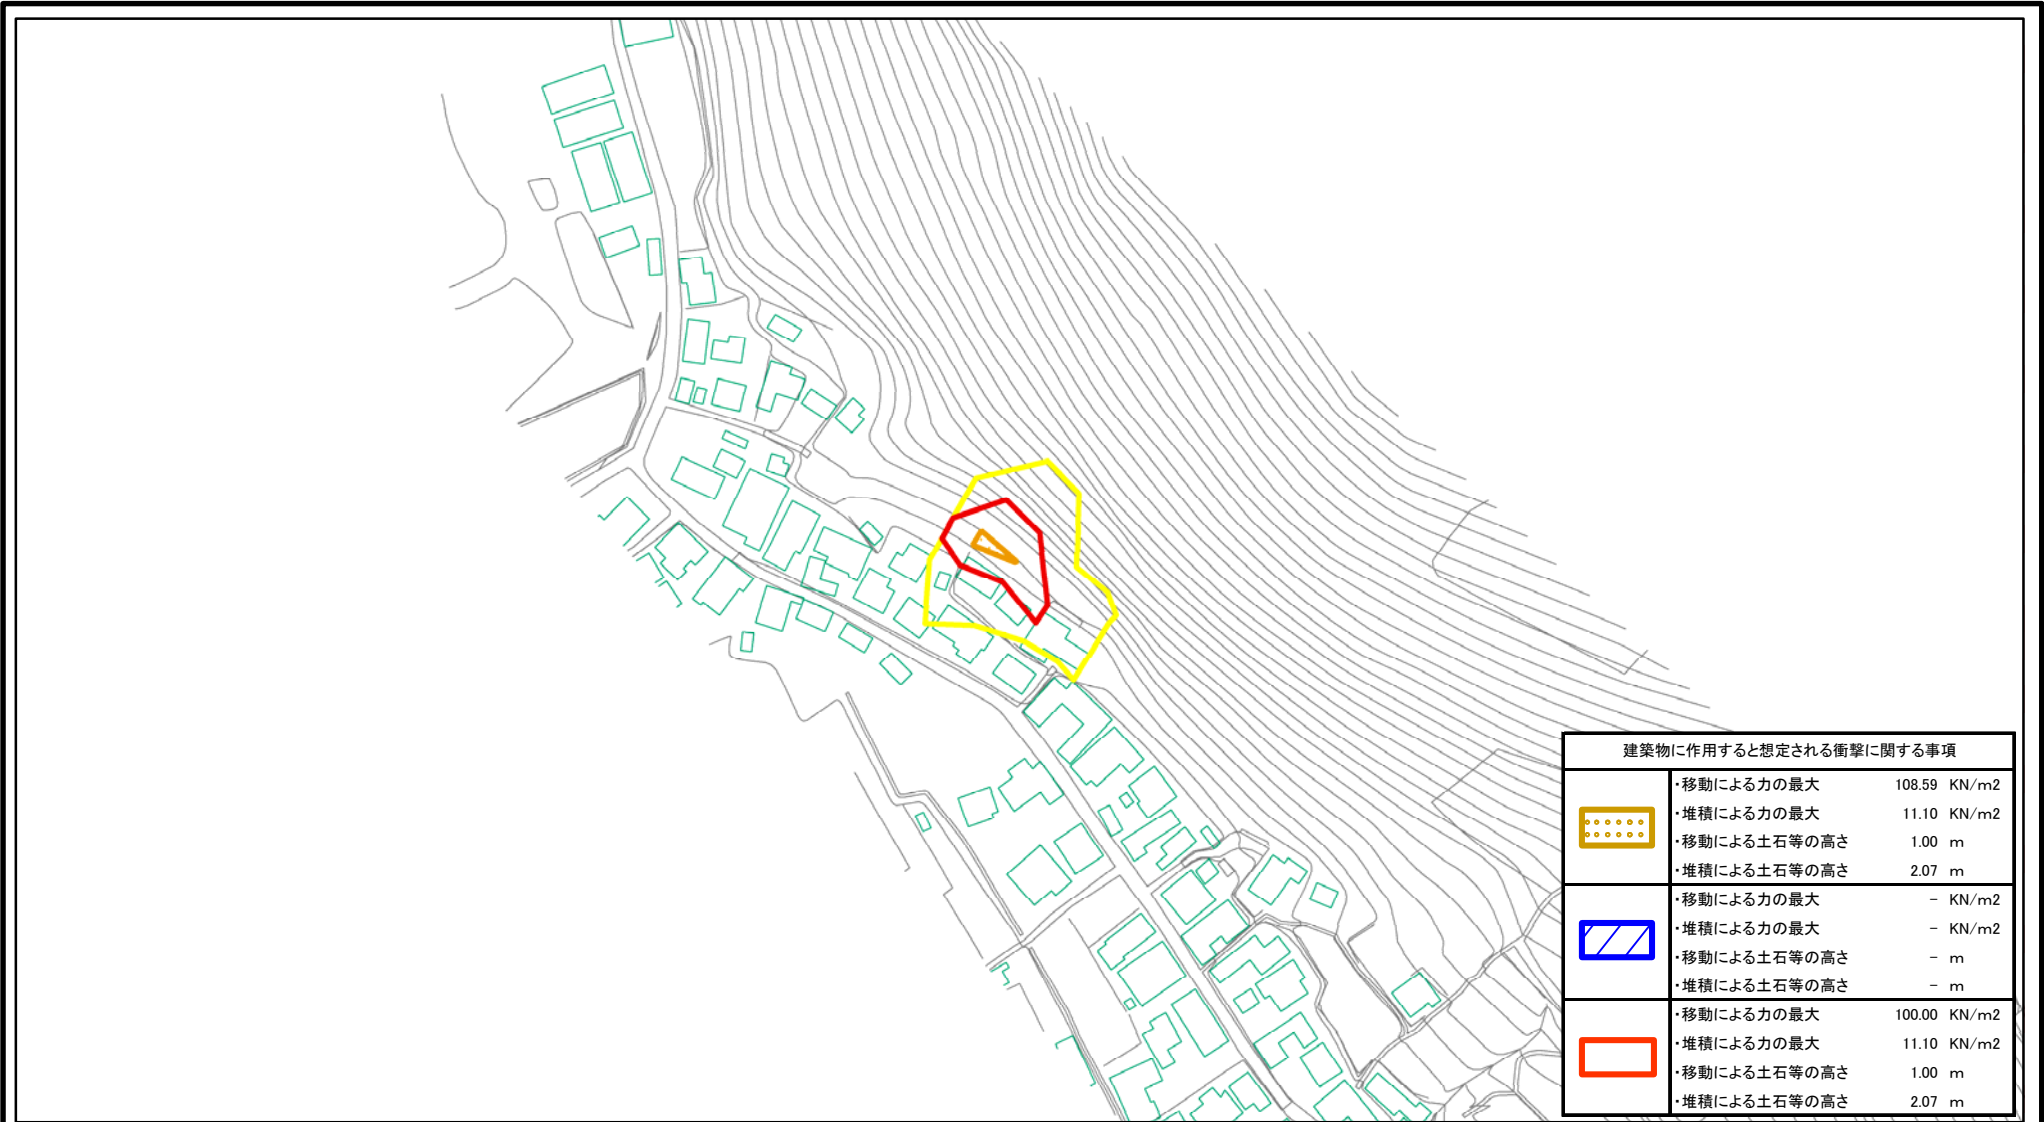 建築物に作用すると想定される衝撃に関する事項
・移動による力の最大 108.59 KN/m2
・堆積による力の最大 11.10 KN/m2
・移動による土石等の高さ 1.00 m
・堆積による土石等の高さ 2.07 m
・移動による力の最大 - KN/m2
・堆積による力の最大 - KN/m2
・移動による土石等の高さ - m
・堆積による土石等の高さ - m
・移動による力の最大 100.00 KN/m2
・堆積による力の最大 11.10 KN/m2
・移動による土石等の高さ 1.00 m
・堆積による土石等の高さ 2.07 m